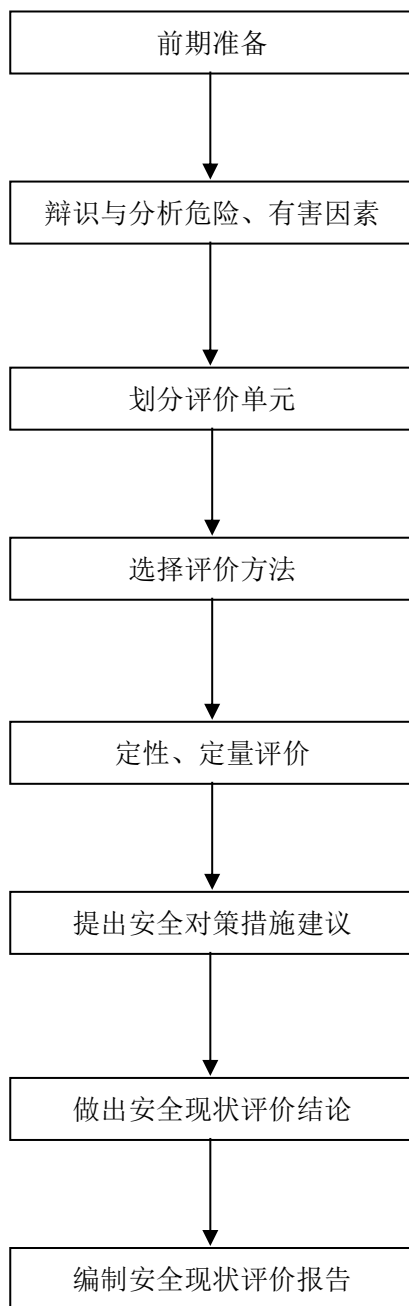 前期准备
辩识与分析危险、有害因素
划分评价单元
选择评价方法
定性、定量评价
提出安全对策措施建议
做出安全现状评价结论
编制安全现状评价报告